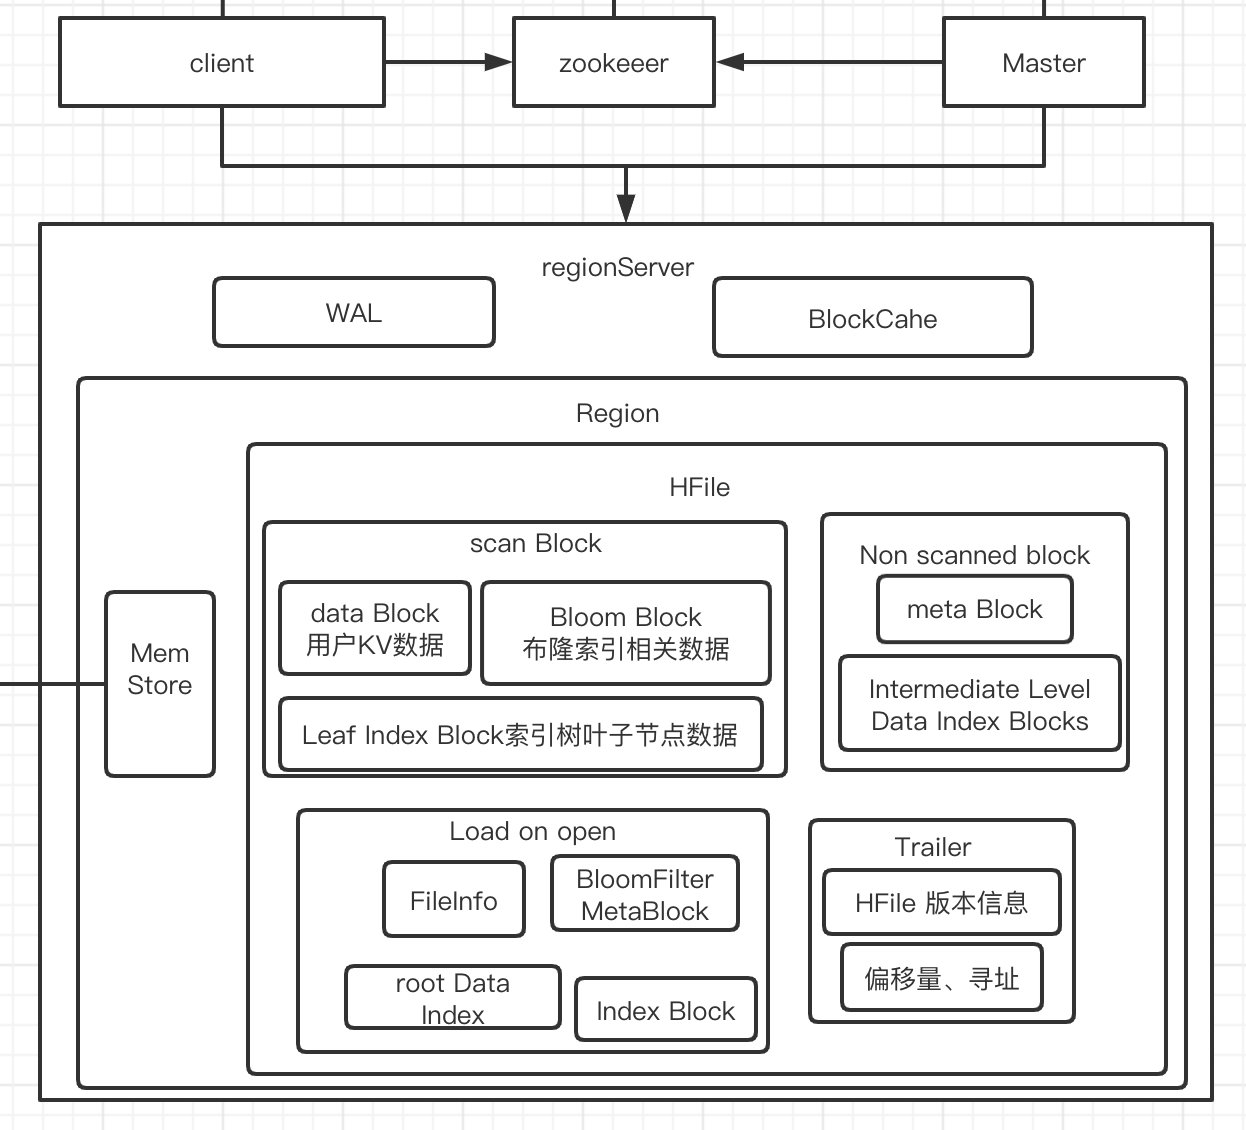 client
zookeeer
Master
regionServer
WAL
BlockCahe
Region
HFile
scan Block
data Block
用户KV数据
Bloom Block
布隆索引相关数据
Leaf Index Block索引树叶子节点数据
Non scanned block
meta Block
Intermediate Level
Data Index Blocks
Mem
Store
Load on open
FileInfo
BloomFilter
MetaBlock
root Data
Index
Index Block
Trailer
HFile 版本信息
偏移量、寻址